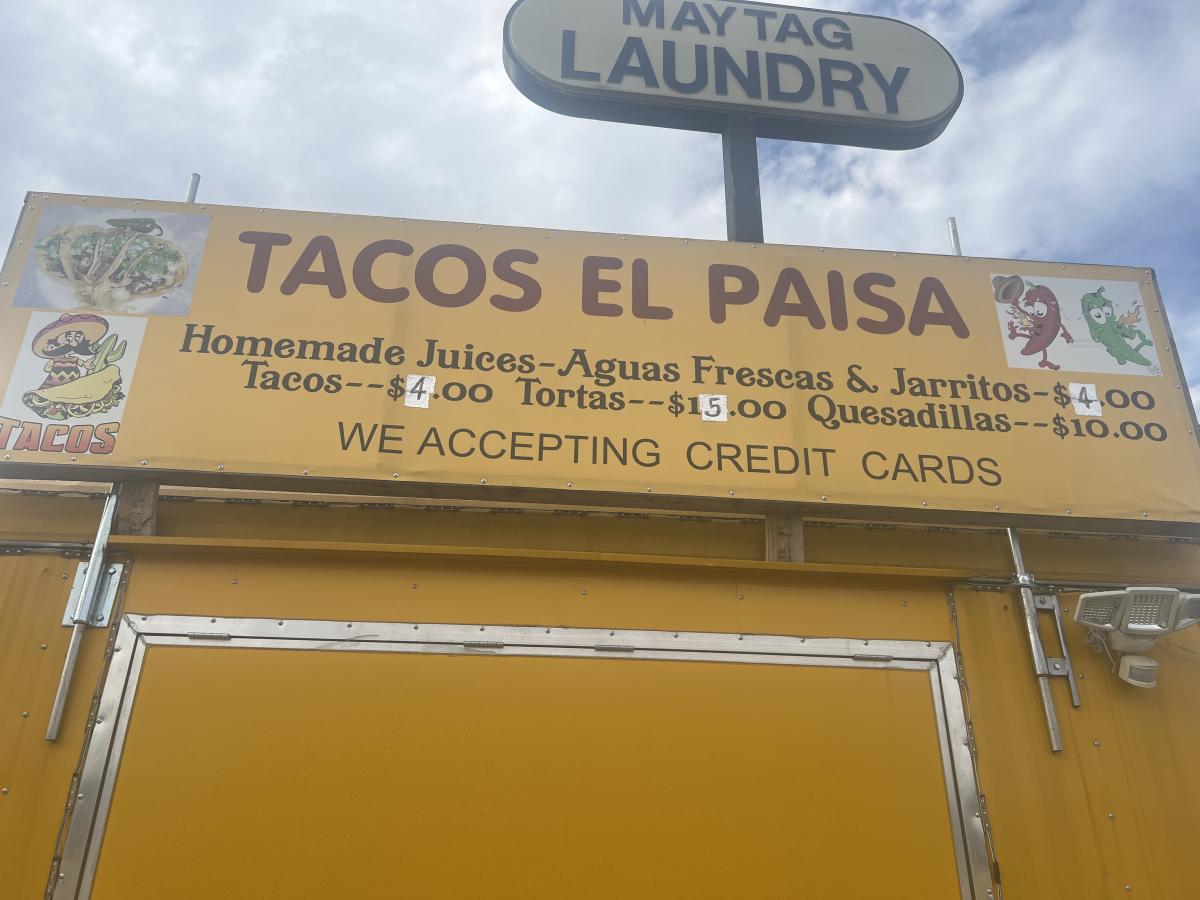 MAYTAG
LAUNDRY
TACOS EL PAISA
Homemade Juices-Aguas Frescas & Jarritos-$4.00
Tacos--$4.00 Tortas--$15.00 Quesadillas--$10.00
WE ACCEPTING CREDIT CARDS
TACOS